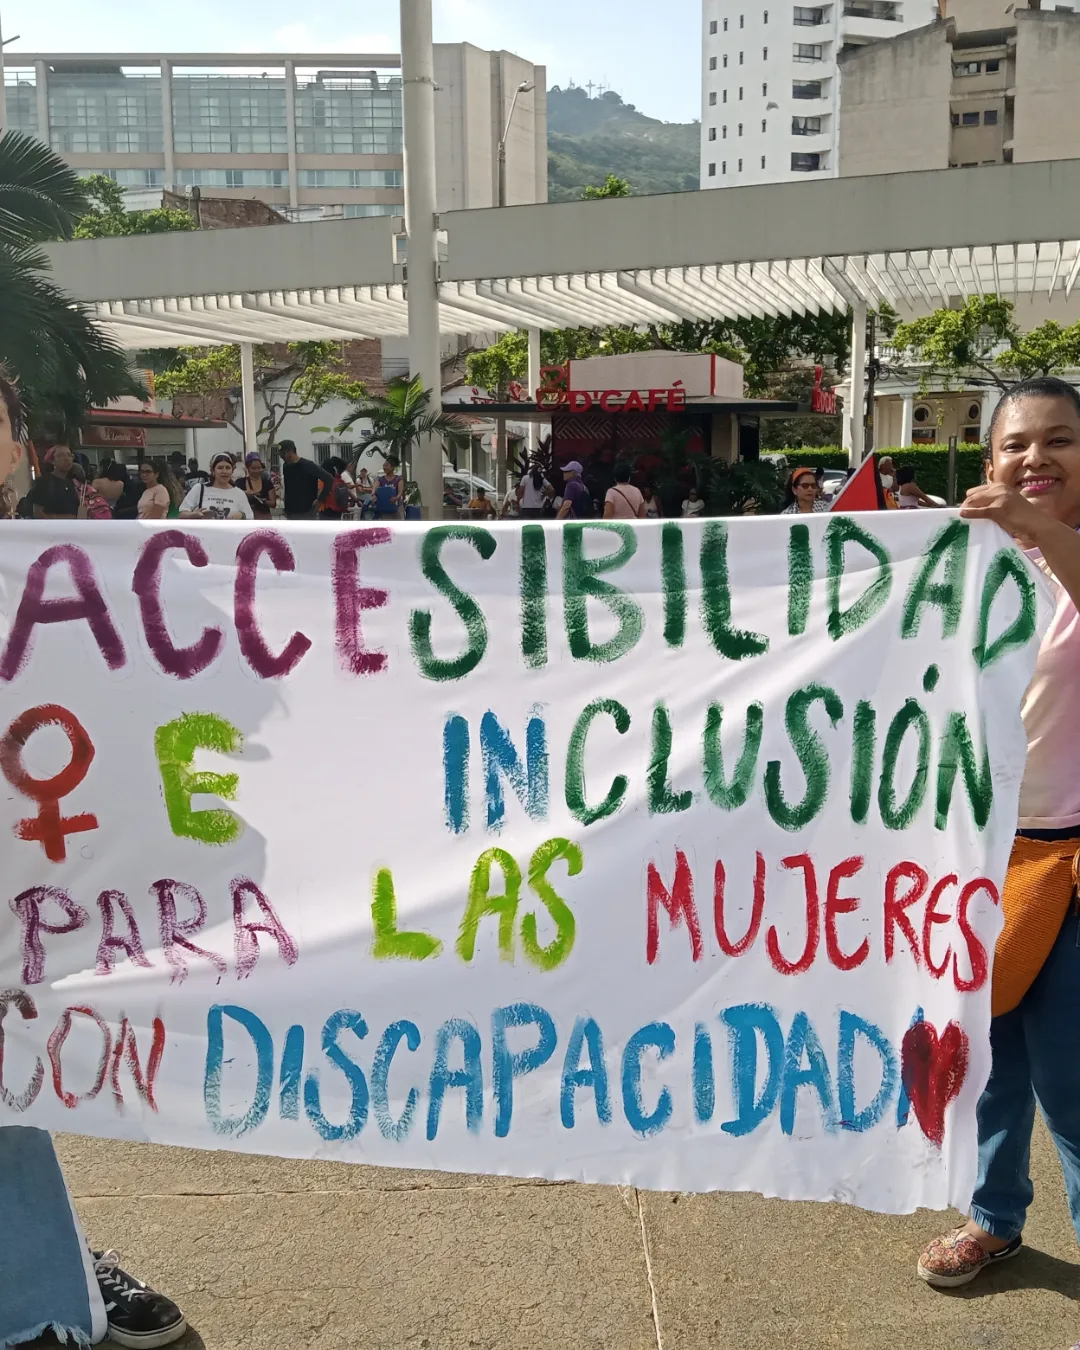 D'CAFÉ
ACCESIBILIDAD
♀ E INCLUSIÓN
PARA LAS MUJERES
CON DISCAPACIDAD